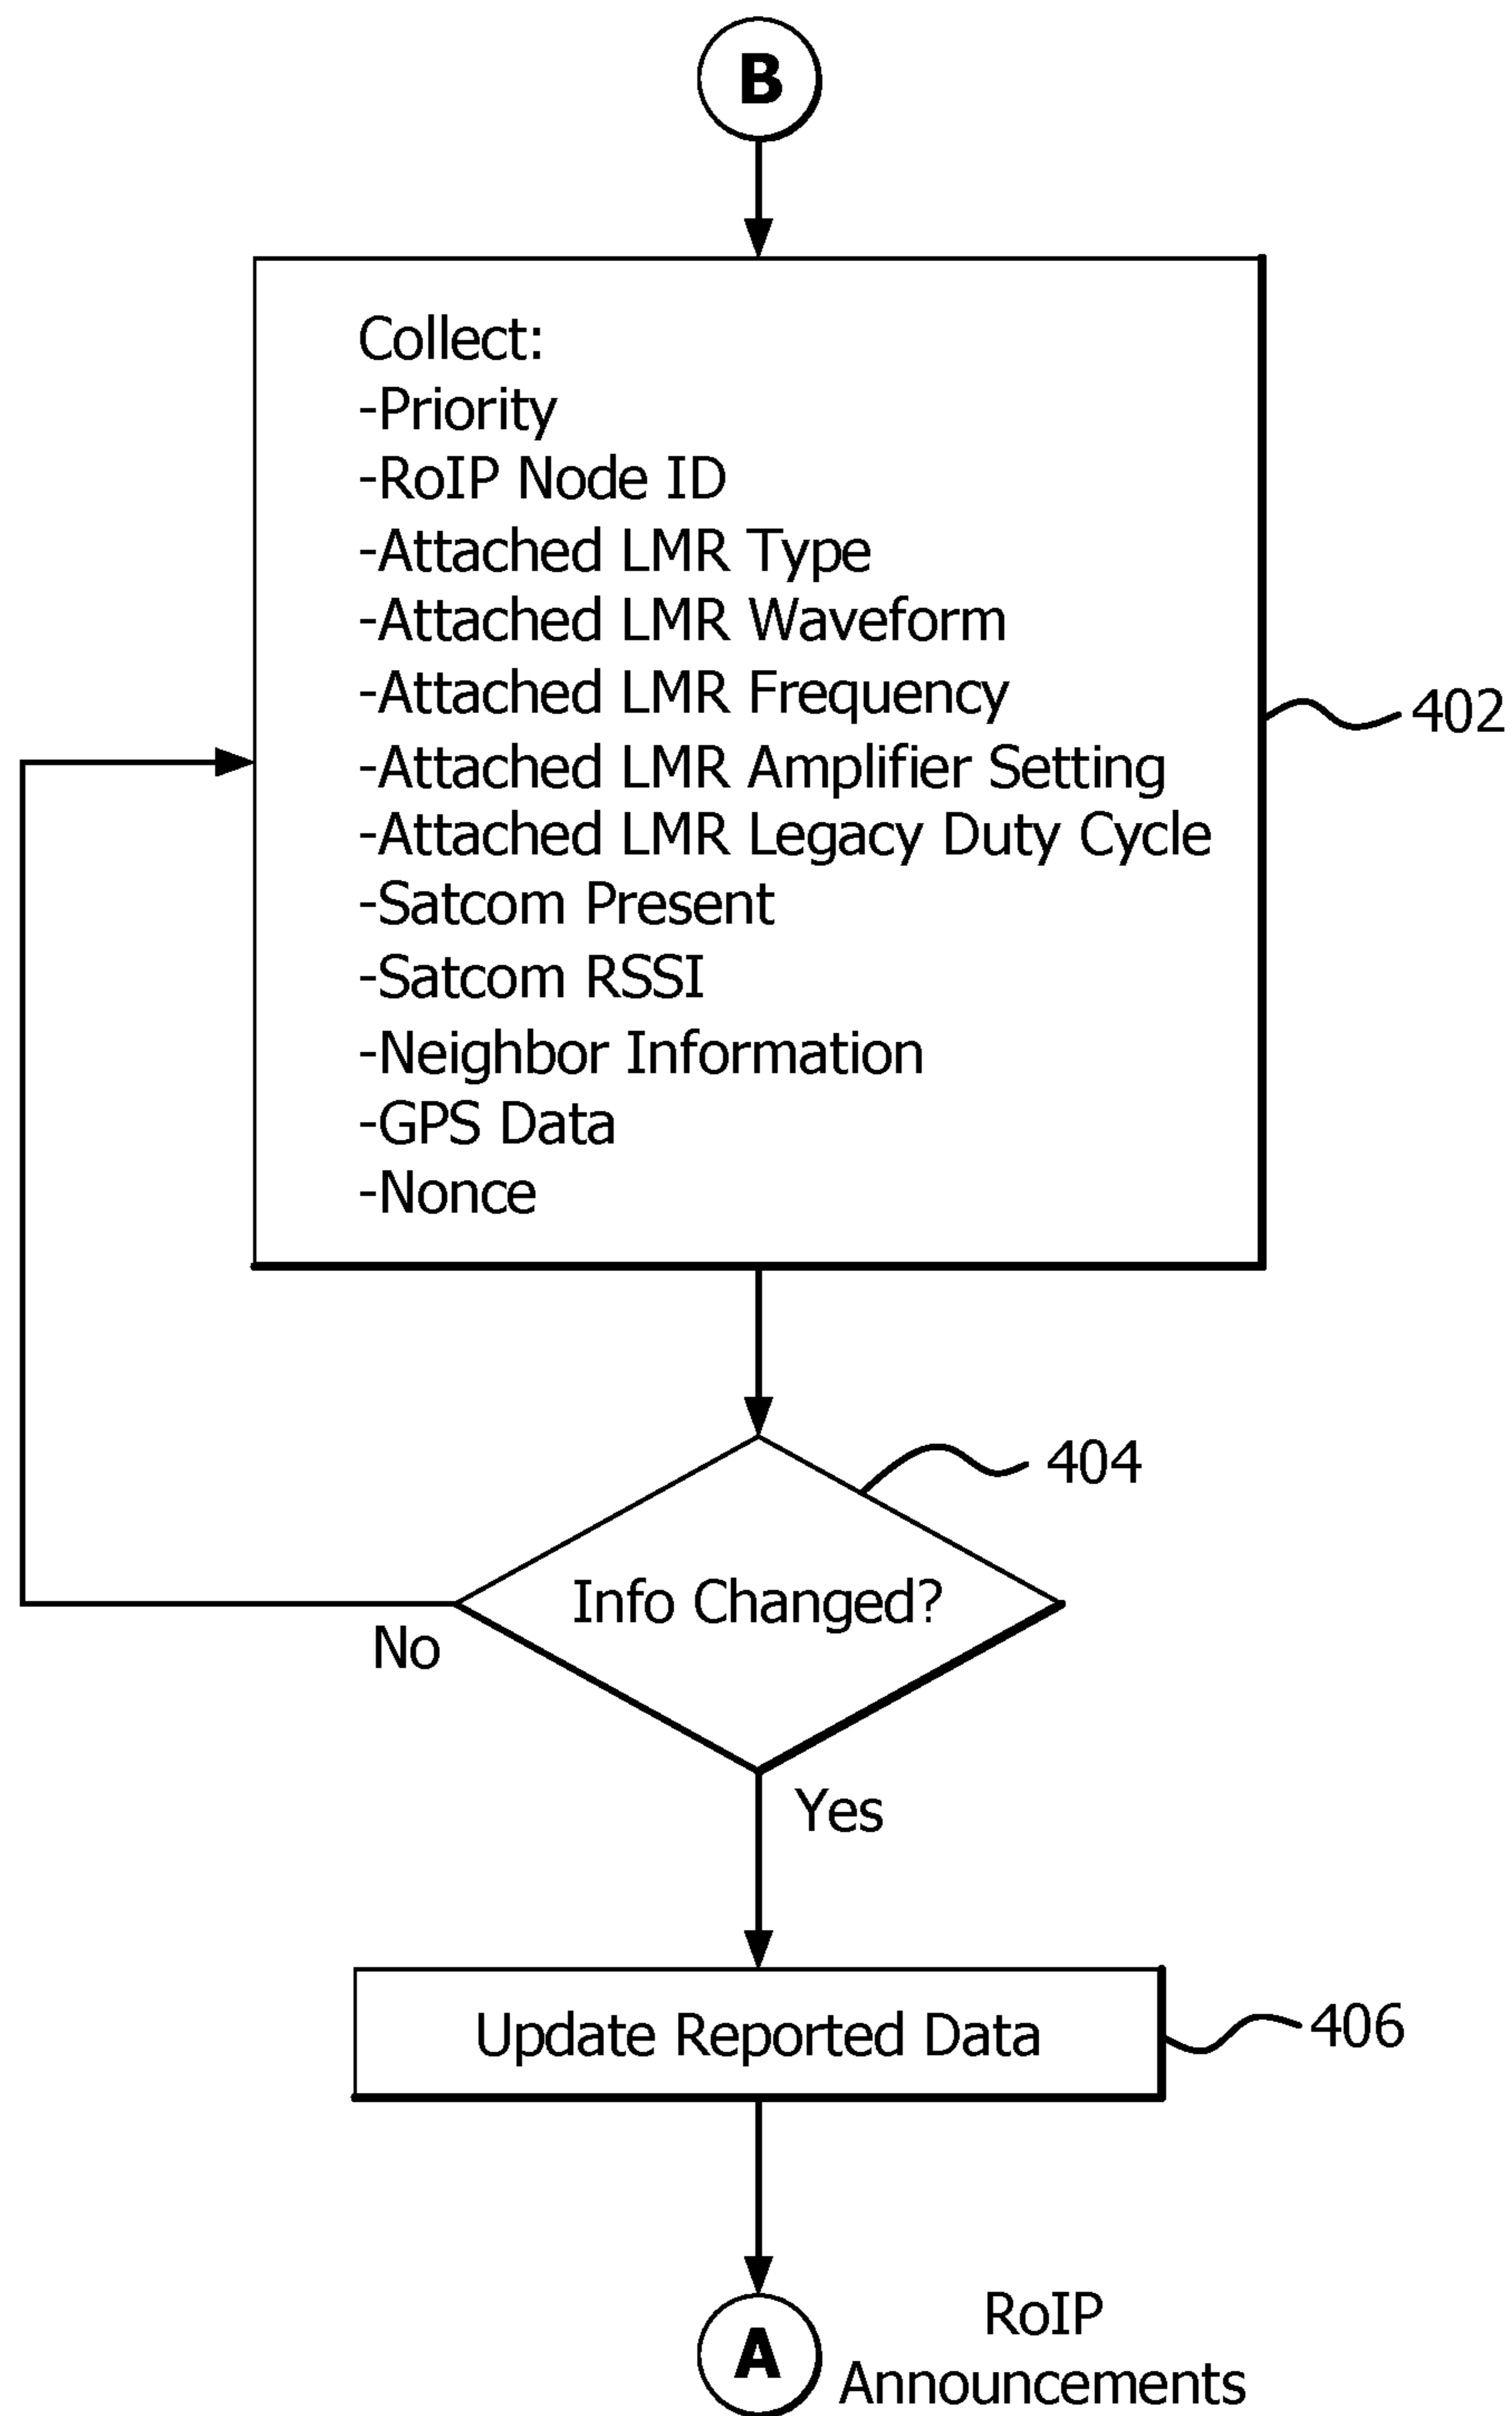 B
Collect:
-Priority
-RoIP Node ID
-Attached LMR Type
-Attached LMR Waveform
-Attached LMR Frequency
-Attached LMR Amplifier Setting
-Attached LMR Legacy Duty Cycle
-Satcom Present
-Satcom RSSI
-Neighbor Information
-GPS Data
-Nonce
402
404
Info Changed?
No
Yes
Update Reported Data
406
A
RoIP
Announcements